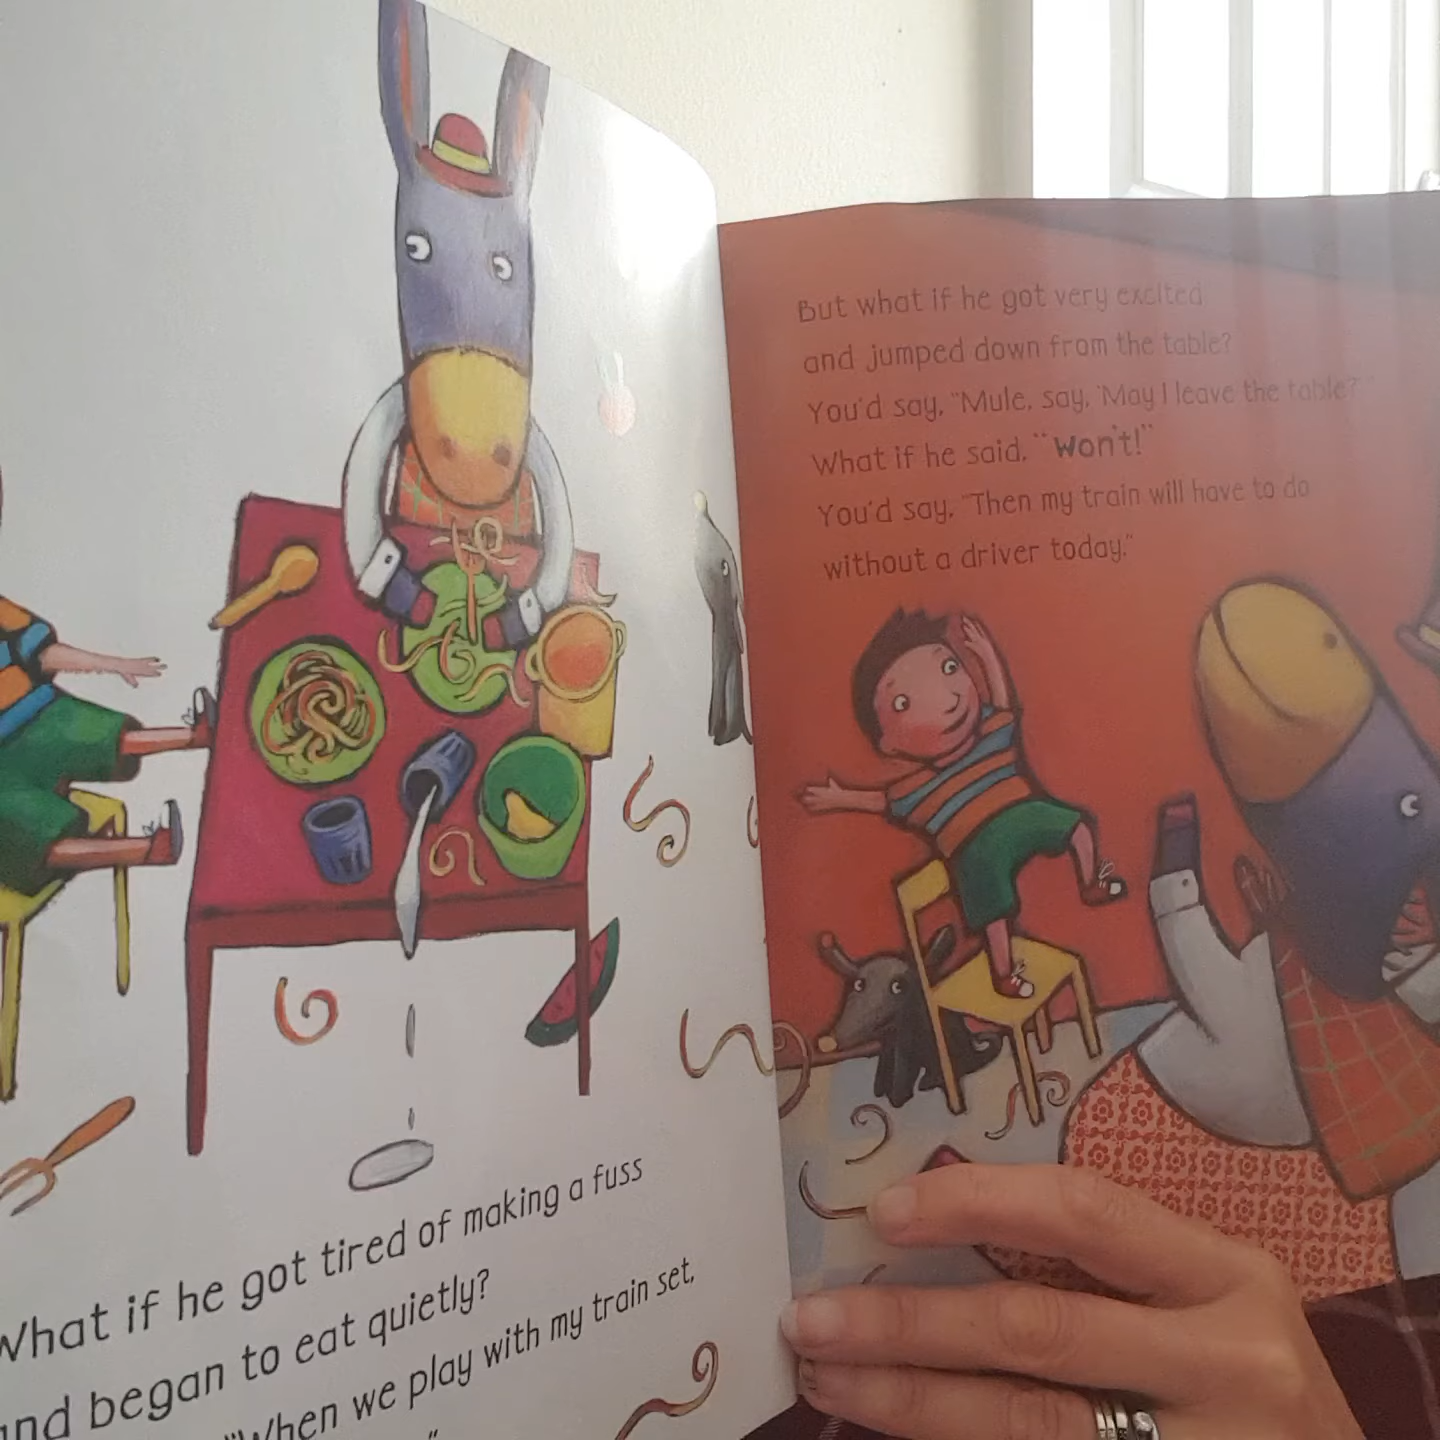 What if he got tired of making a fuss
and began to eat quietly?
"When we play with my train set,
"
But what if he got very excited
and jumped down from the table?
You'd say, "Mule, say, 'May I leave the table?'"
What if he said, "Won't!"
You'd say, "Then my train will have to do
without a driver today."